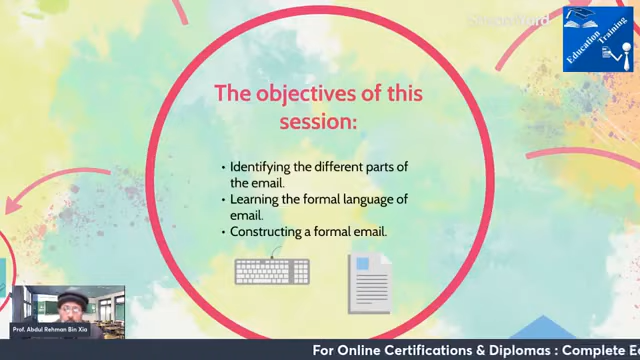 StreamYard
Education
Training
The objectives of this
session:
• Identifying the different parts of
the email.
• Learning the formal language of
email.
• Constructing a formal email.
Prof. Abdul Rehman Bin Xia
For Online Certifications & Diplomas : Complete E